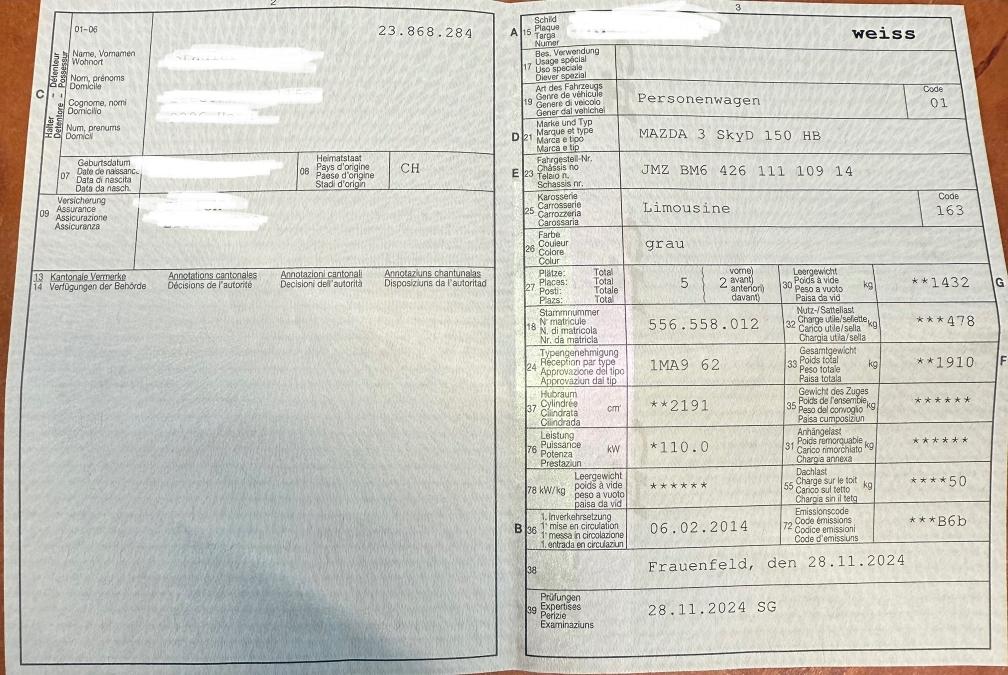 2
01-06
23.868.284
C
Halter - Détenteur
Detentore - Possessur
Name, Vornamen
Wohnort
Nom, prénoms
Domicile
Cognome, nomi
Domicilio
Num, prenums
Domicil
07
Geburtsdatum
Date de naissanc.
Data di nascita
Data da nasch.
08
Heimatstaat
Pays d'origine
Paese d'origine
Stadi d'origin
CH
09
Versicherung
Assurance
Assicurazione
Assicuranza
13 Kantonale Vermerke
14 Verfügungen der Behörde
Annotations cantonales
Décisions de l'autorité
Annotazioni cantonali
Decisioni dell'autorità
Annotaziuns chantunalas
Disposiziuns da l'autoritad
3
A
15
Schild
Plaque
Targa
Numer
weiss
17
Bes. Verwendung
Usage spécial
Uso speciale
Diever spezial
19
Art des Fahrzeugs
Genre de véhicule
Genere di veicolo
Gener dal vehichel
Personenwagen
Code
01
D
21
Marke und Typ
Marque et type
Marca e tipo
Marca e tip
MAZDA 3 SkyD 150 HB
E
23
Fahrgestell-Nr.
Châssis no
Telaio n.
Schassis nr.
JMZ BM6 426 111 109 14
25
Karosserie
Carrosserie
Carrozzeria
Carossaria
Limousine
Code
163
26
Farbe
Couleur
Colore
Colur
grau
27
Plätze: Total
Places: Total
Posti: Totale
Plazs: Total
5
2
vorne)
avant)
anteriori)
davant)
30
Leergewicht
Poids à vide
Peso a vuoto
Paisa da vid
kg
**1432
G
18
Stammnummer
N° matricule
N. di matricola
Nr. da matricla
556.558.012
32
Nutz-/Sattellast
Charge utile/sellette
Carico utile/sella
Chargia utila/sella
kg
***478
24
Typengenehmigung
Réception par type
Approvazione del tipo
Approvaziun dal tip
1MA9 62
33
Gesamtgewicht
Poids total
Peso totale
Paisa totala
kg
**1910
F
37
Hubraum
Cylindrée
Cilindrata
Cilindrada
cm³
**2191
35
Gewicht des Zuges
Poids de l'ensemble
Peso del convoglio
Paisa cumposiziun
kg
******
76
Leistung
Puissance
Potenza
Prestaziun
kW
*110.0
31
Anhängelast
Poids remorquable
Carico rimorchiato
Chargia annexa
kg
******
78 kW/kg
Leergewicht
poids à vide
peso a vuoto
paisa da vid
******
55
Dachlast
Charge sur le toit
Carico sul tetto
Chargia sin il tetg
kg
****50
B
36
1. Inverkehrsetzung
1ʳᵉ mise en circulation
1ª messa in circolazione
1. entrada en circulaziun
06.02.2014
72
Emissionscode
Code émissions
Codice emissioni
Code d'emissiuns
***B6b
38
Frauenfeld, den 28.11.2024
39
Prüfungen
Expertises
Perizie
Examinaziuns
28.11.2024 SG